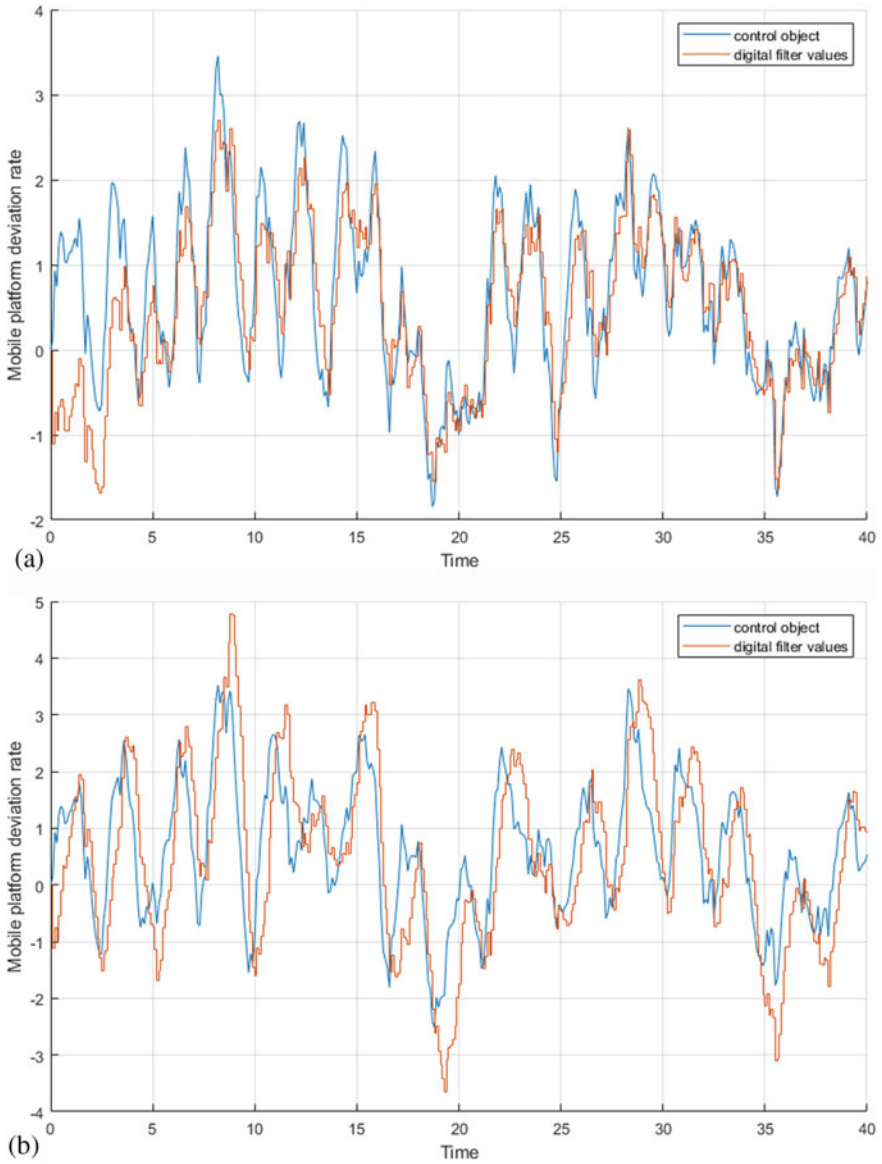 4
control object
digital filter values
3
2
1
0
-1
-2
Mobile platform deviation rate
0 5 10 15 20 25 30 35 40
(a)
Time
5
control object
digital filter values
4
3
2
1
0
-1
-2
-3
-4
Mobile platform deviation rate
0 5 10 15 20 25 30 35 40
(b)
Time